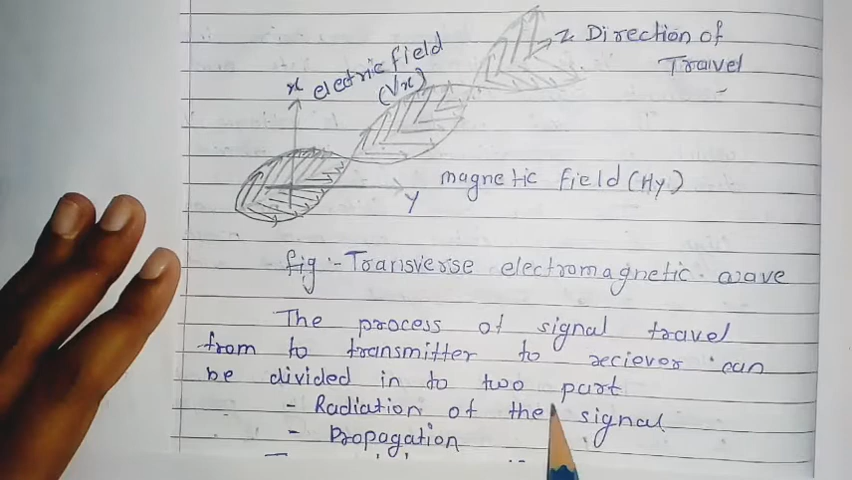 x electric field
(Vx)
z Direction of
Traivel
magnetic field (Hy)
Y
fig :- Transverse electromagnetic wave
The process of signal travel
from to transmitter to reciever can
be divided in to two part
- Radiation of the signal
- Propagation